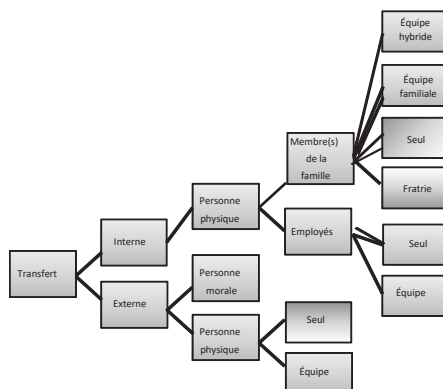 Équipe
hybride
Équipe
familiale
Seul
Fratrie
Membre(s)
de la
famille
Personne
physique
Employés
Seul
Équipe
Interne
Transfert
Externe
Personne
morale
Personne
physique
Seul
Équipe